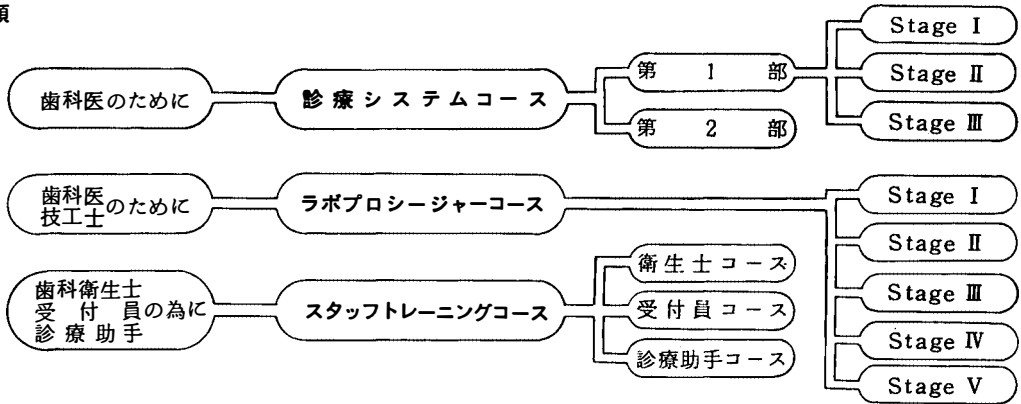 類
歯科医のために
診療システムコース
第 1 部
第 2 部
Stage Ⅰ
Stage Ⅱ
Stage Ⅲ
歯科医
技工士のために
ラボプロシージャーコース
Stage Ⅰ
Stage Ⅱ
Stage Ⅲ
Stage Ⅳ
Stage Ⅴ
歯科衛生士
受付員の為に
診療助手
スタッフトレーニングコース
衛生士コース
受付員コース
診療助手コース